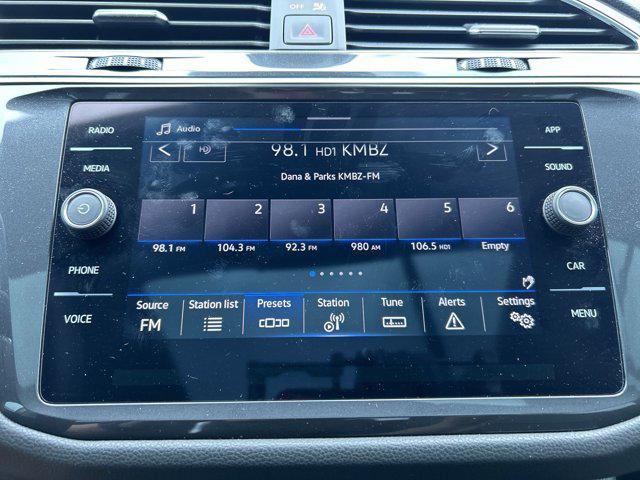 OFF
RADIO
Audio
APP
98.1 HD1 KMBZ
MEDIA
SOUND
Dana & Parks KMBZ-FM
1 2 3 4 5 6
98.1 FM 104.3 FM 92.3 FM 980 AM 106.5 HD1 Empty
PHONE
CAR
Source Station list Presets Station Tune Alerts Settings
FM
VOICE
MENU